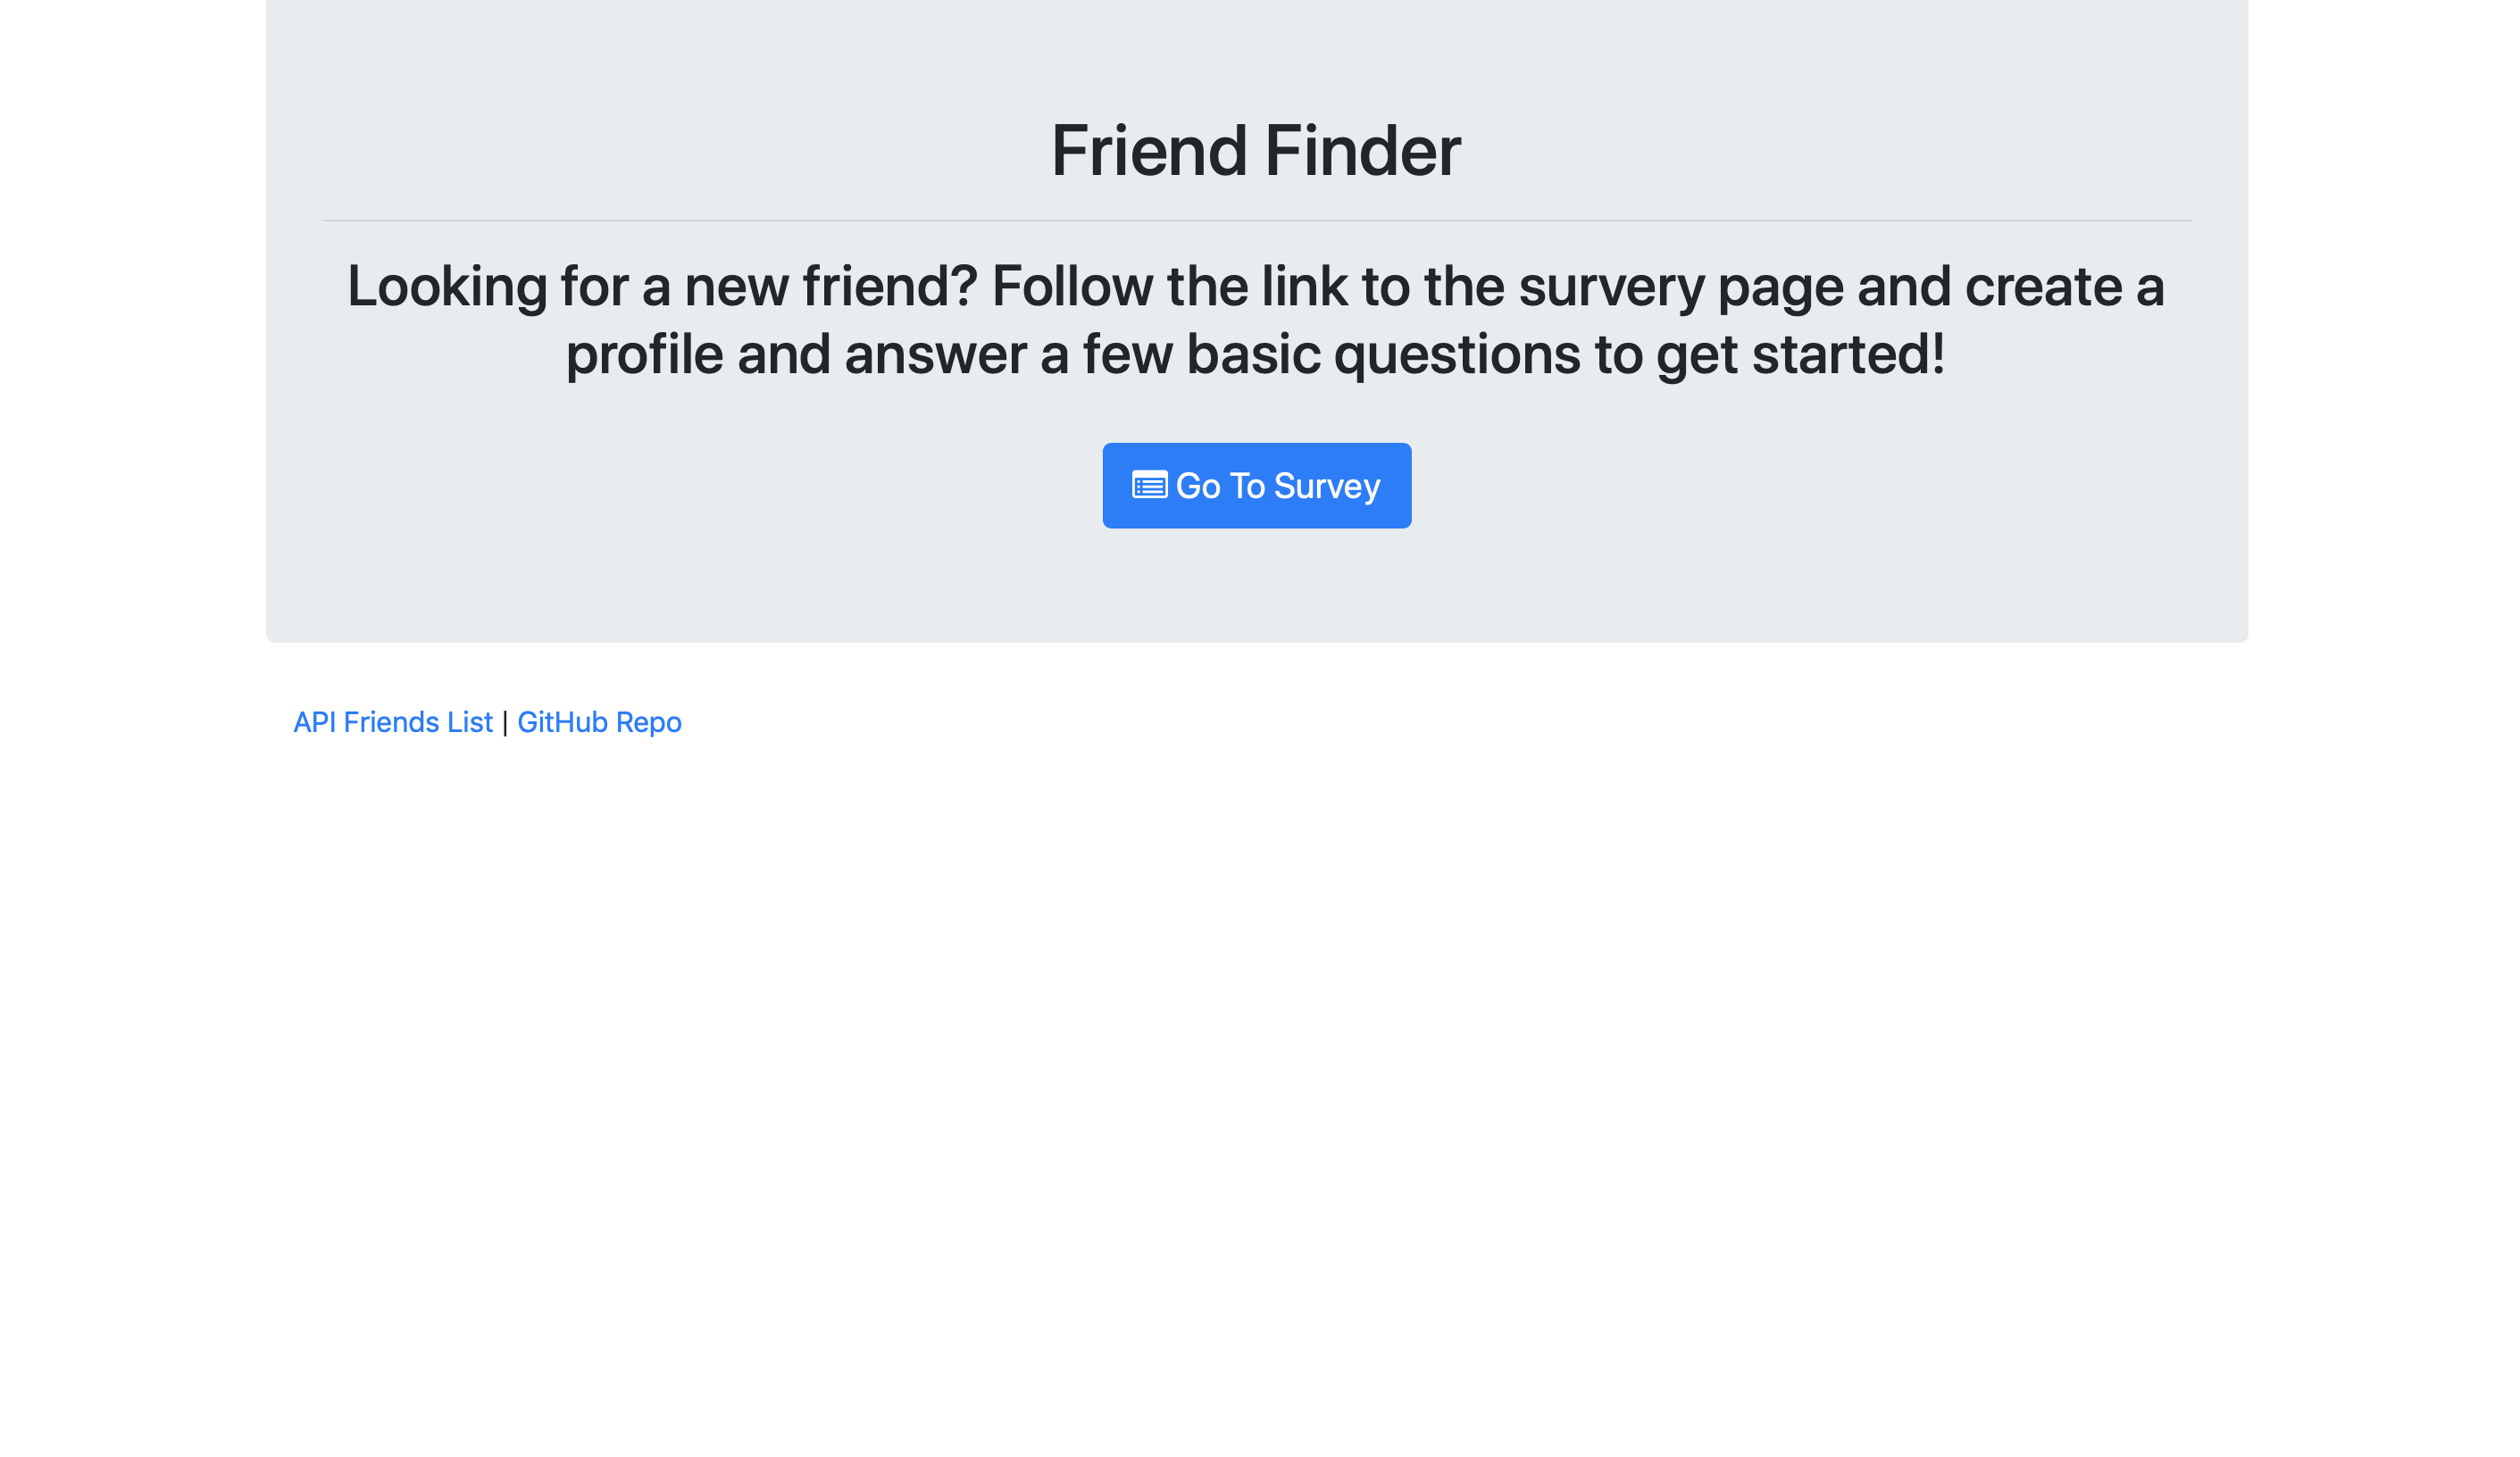 Friend Finder
Looking for a new friend? Follow the link to the survery page and create a
profile and answer a few basic questions to get started!
Go To Survey
API Friends List | GitHub Repo